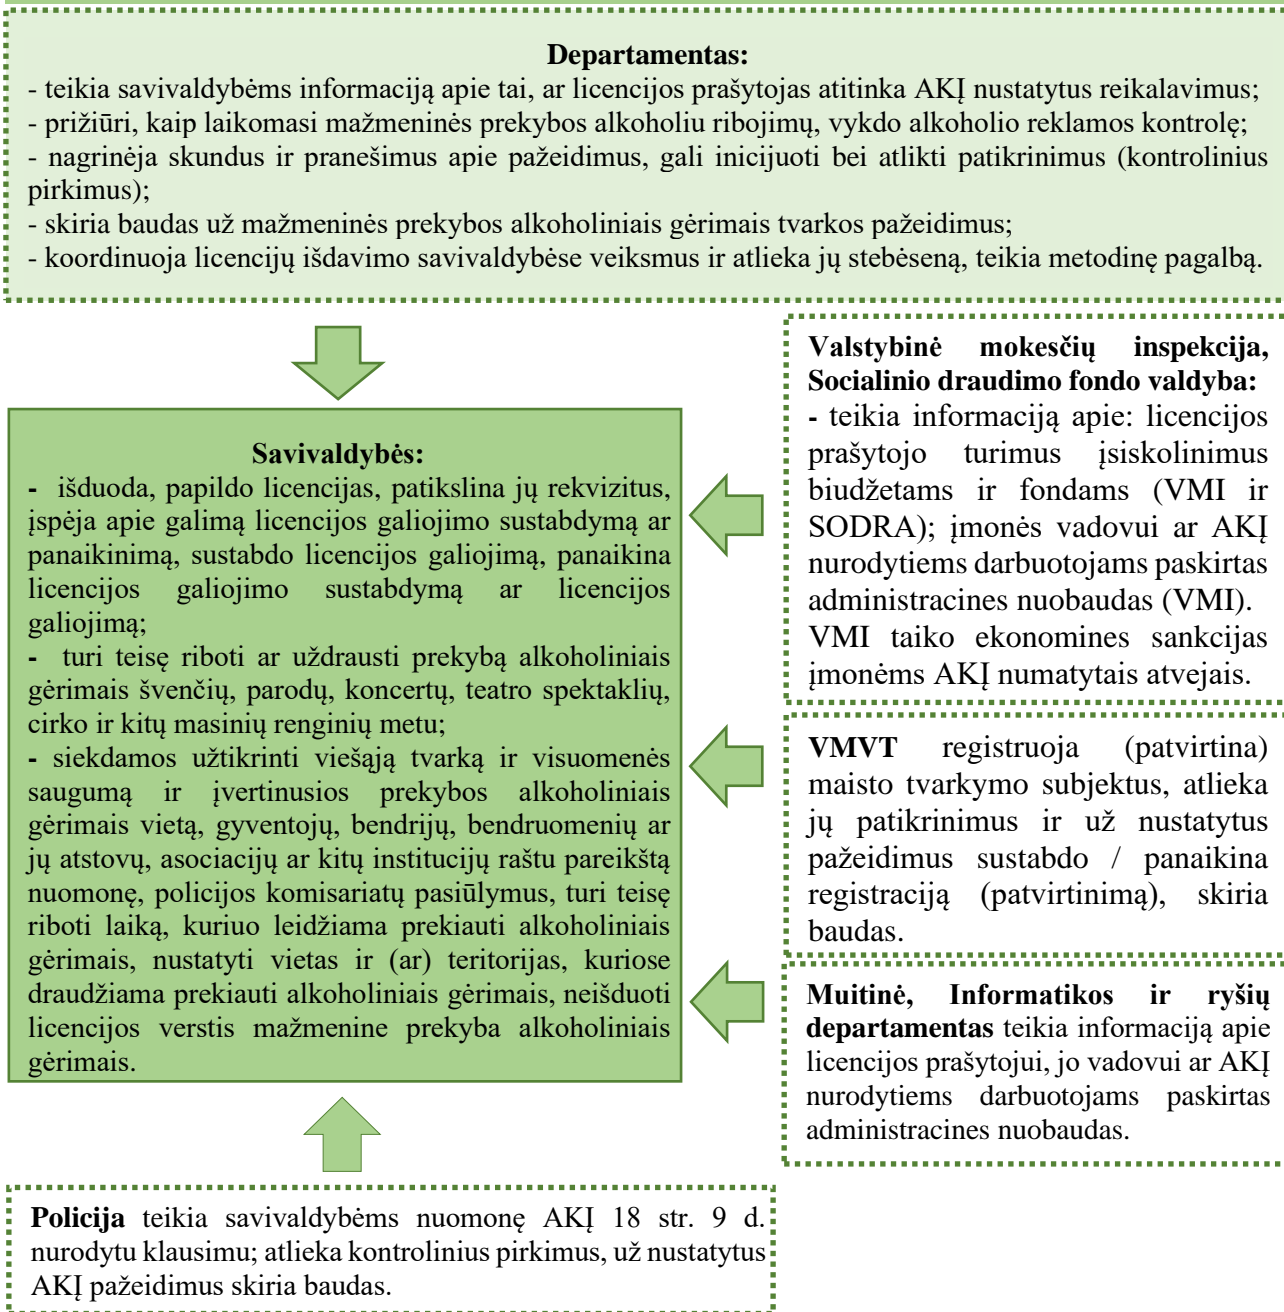 Departamentas:
- teikia savivaldybėms informaciją apie tai, ar licencijos prašytojas atitinka AKĮ nustatytus reikalavimus;
- prižiūri, kaip laikomasi mažmeninės prekybos alkoholiu ribojimų, vykdo alkoholio reklamos kontrolę;
- nagrinėja skundus ir pranešimus apie pažeidimus, gali inicijuoti bei atlikti patikrinimus (kontrolinius
pirkimus);
- skiria baudas už mažmeninės prekybos alkoholiniais gėrimais tvarkos pažeidimus;
- koordinuoja licencijų išdavimo savivaldybėse veiksmus ir atlieka jų stebėseną, teikia metodinę pagalbą.
Savivaldybės:
- išduoda, papildo licencijas, patikslina jų rekvizitus,
įspėja apie galimą licencijos galiojimo sustabdymą ar
panaikinimą, sustabdo licencijos galiojimą, panaikina
licencijos galiojimo sustabdymą ar licencijos
galiojimą;
- turi teisę riboti ar uždrausti prekybą alkoholiniais
gėrimais švenčių, parodų, koncertų, teatro spektaklių,
cirko ir kitų masinių renginių metu;
- siekdamos užtikrinti viešąją tvarką ir visuomenės
saugumą ir įvertinusios prekybos alkoholiniais
gėrimais vietą, gyventojų, bendrijų, bendruomenių ar
jų atstovų, asociacijų ar kitų institucijų raštu pareikštą
nuomonę, policijos komisariatų pasiūlymus, turi teisę
riboti laiką, kuriuo leidžiama prekiauti alkoholiniais
gėrimais, nustatyti vietas ir (ar) teritorijas, kuriose
draudžiama prekiauti alkoholiniais gėrimais, neišduoti
licencijos verstis mažmenine prekyba alkoholiniais
gėrimais.
Valstybinė mokesčių inspekcija,
Socialinio draudimo fondo valdyba:
- teikia informaciją apie: licencijos
prašytojo turimus įsiskolinimus
biudžetams ir fondams (VMI ir
SODRA); įmonės vadovui ar AKĮ
nurodytiems darbuotojams paskirtas
administracines nuobaudas (VMI).
VMI taiko ekonomines sankcijas
įmonėms AKĮ numatytais atvejais.
VMVT registruoja (patvirtina)
maisto tvarkymo subjektus, atlieka
jų patikrinimus ir už nustatytus
pažeidimus sustabdo / panaikina
registraciją (patvirtinimą), skiria
baudas.
Muitinė, Informatikos ir ryšių
departamentas teikia informaciją apie
licencijos prašytojui, jo vadovui ar AKĮ
nurodytiems darbuotojams paskirtas
administracines nuobaudas.
Policija teikia savivaldybėms nuomonę AKĮ 18 str. 9 d.
nurodytu klausimu; atlieka kontrolinius pirkimus, už nustatytus
AKĮ pažeidimus skiria baudas.